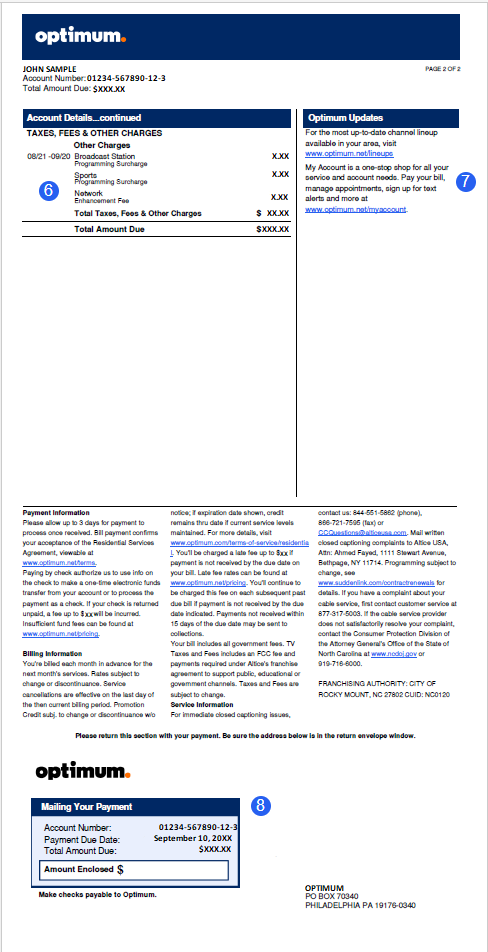 optimum.
JOHN SAMPLE
PAGE 2 OF 2
Account Number: 01234-567890-12-3
Total Amount Due: $XXX.XX
Account Details...continued
TAXES, FEES & OTHER CHARGES
Other Charges
08/21 -09/20 Broadcast Station X.XX
Programming Surcharge
Sports X.XX
Programming Surcharge
6
Network X.XX
Enhancement Fee
Total Taxes, Fees & Other Charges $ XX.XX
Total Amount Due $XXX.XX
Optimum Updates
For the most up-to-date channel lineup
available in your area, visit
www.optimum.net/lineups
My Account is a one-stop shop for all your
service and account needs. Pay your bill,
manage appointments, sign up for text
alerts and more at
www.optimum.net/myaccount.
7
Payment Information
Please allow up to 3 days for payment to
process once received. Bill payment confirms
your acceptance of the Residential Services
Agreement, viewable at
www.optimum.net/terms.
Paying by check authorize us to use info on
the check to make a one-time electronic funds
transfer from your account or to process the
payment as a check. If your check is returned
unpaid, a fee up to $xx will be incurred.
Insufficient fund fees can be found at
www.optimum.net/pricing.
Billing Information
You're billed each month in advance for the
next month's services. Rates subject to
change or discontinuance. Service
cancellations are effective on the last day of
the then current billing period. Promotion
Credit subj. to change or discontinuance w/o
notice; if expiration date shown, credit
remains thru date if current service levels
maintained. For more details, visit
www.optimum.com/terms-of-service/residentia
l. You'll be charged a late fee up to $xx if
payment is not received by the due date on
your bill. Late fee rates can be found at
www.optimum.net/pricing. You'll continue to
be charged this fee on each subsequent past
due bill if payment is not received by the due
date indicated. Payments not received within
15 days of the due date may be sent to
collections.
Your bill includes all government fees. TV
Taxes and Fees includes an FCC fee and
payments required under Altice's franchise
agreement to support public, educational or
government channels. Taxes and Fees are
subject to change.
Service Information
For immediate closed captioning issues,
contact us: 844-551-5862 (phone),
866-721-7595 (fax) or
CCQuestions@alticeusa.com. Mail written
closed captioning complaints to Altice USA,
Attn: Ahmed Fayed, 1111 Stewart Avenue,
Bethpage, NY 11714. Programming subject to
change, see
www.suddenlink.com/contractrenewals for
details. If you have a complaint about your
cable service, first contact customer service at
877-317-5003. If the cable service provider
does not satisfactorily resolve your complaint,
contact the Consumer Protection Division of
the Attorney General's Office of the State of
North Carolina at www.ncdoj.gov or
919-716-6000.
FRANCHISING AUTHORITY: CITY OF
ROCKY MOUNT, NC 27802 CUID: NC0120
Please return this section with your payment. Be sure the address below is in the return envelope window.
optimum.
Mailing Your Payment
8
Account Number: 01234-567890-12-3
Payment Due Date: September 10, 20XX
Total Amount Due: $XXX.XX
Amount Enclosed $
Make checks payable to Optimum.
OPTIMUM
PO BOX 70340
PHILADELPHIA PA 19176-0340